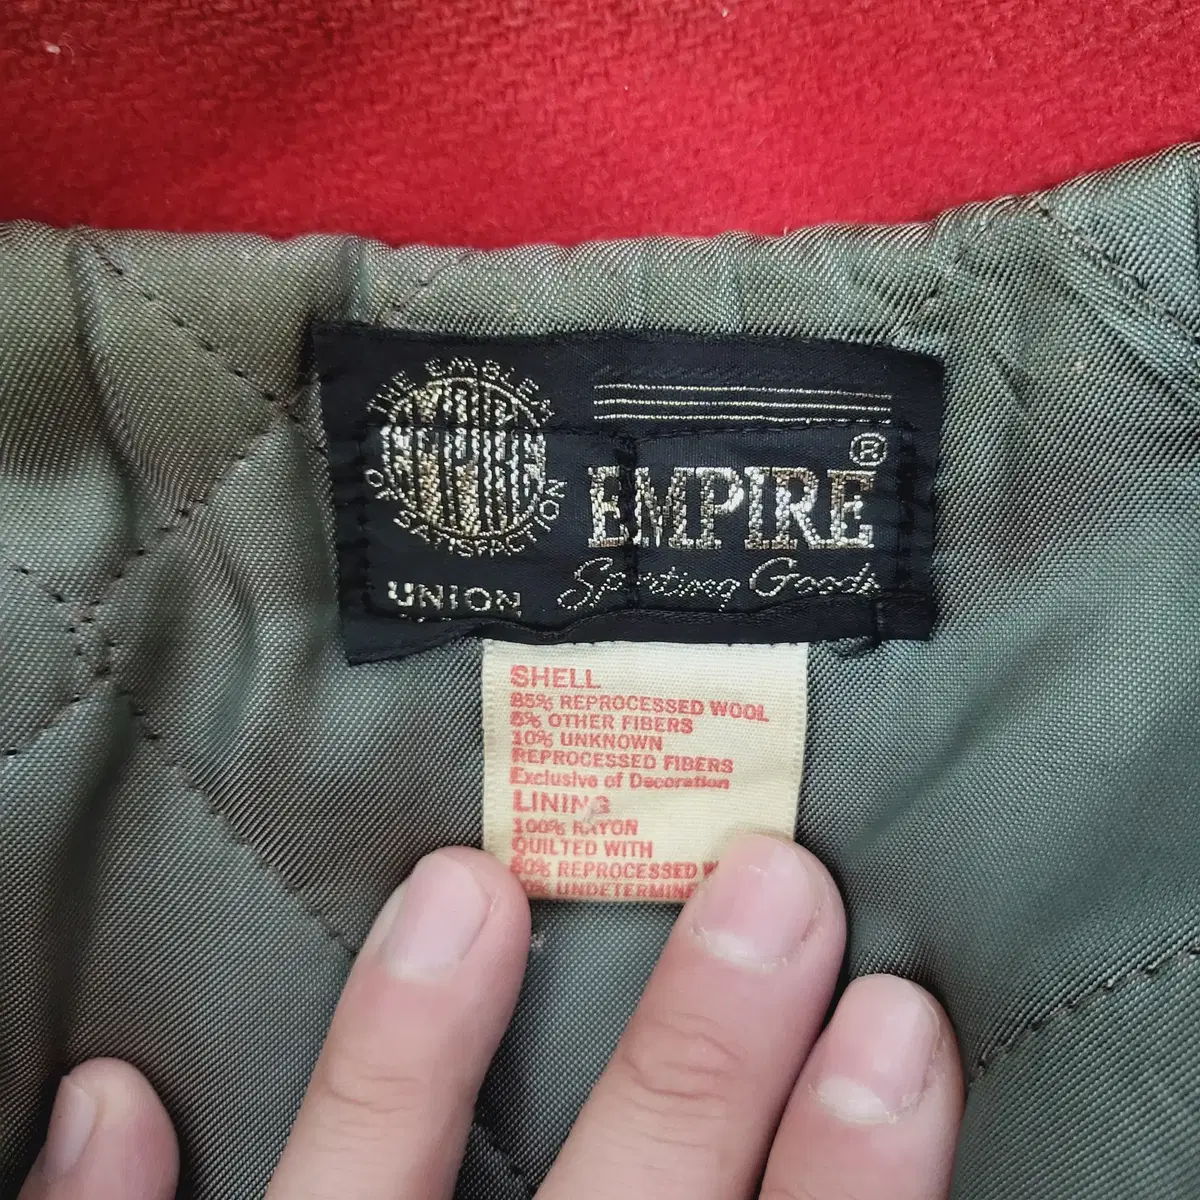 THE EMBLEM
EMPIRE
OF SATISFACTION
UNION
EMPIRE®
Sporting Goods
SHELL
85% REPROCESSED WOOL
5% OTHER FIBERS
10% UNKNOWN
REPROCESSED FIBERS
Exclusive of Decoration
LINING
100% RAYON
QUILTED WITH
REPROCESSED